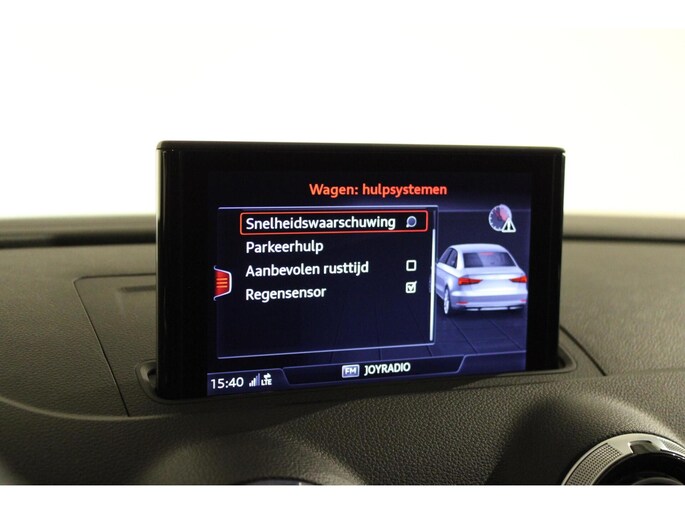 Wagen: hulpsystemen
Snelheidswaarschuwing
Parkeerhulp
Aanbevolen rusttijd
Regensensor
15:40 LTE FM JOYRADIO